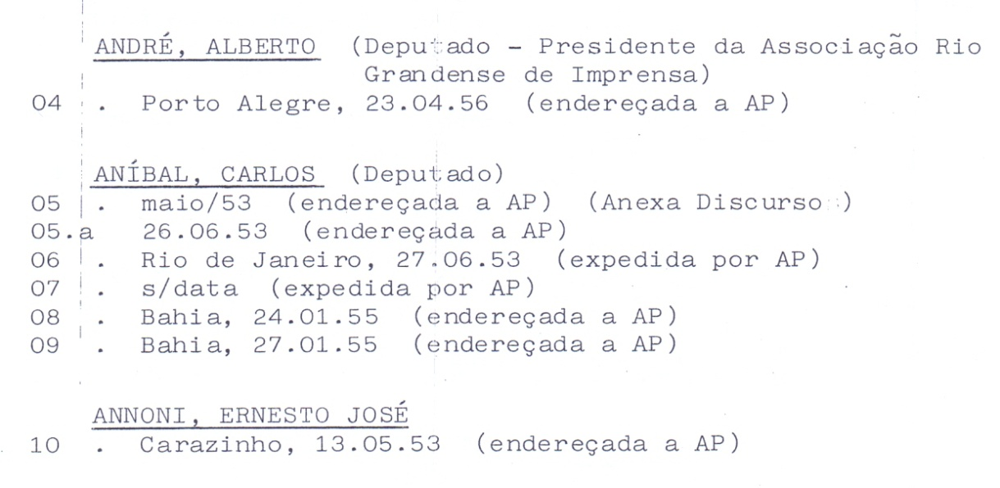 ANDRÉ, ALBERTO (Deputado - Presidente da Associação Rio
Grandense de Imprensa)
04 . Porto Alegre, 23.04.56 (endereçada a AP)
ANÍBAL, CARLOS (Deputado)
05 . maio/53 (endereçada a AP) (Anexa Discurso)
05.a 26.06.53 (endereçada a AP)
06 . Rio de Janeiro, 27.06.53 (expedida por AP)
07 . s/data (expedida por AP)
08 . Bahia, 24.01.55 (endereçada a AP)
09 . Bahia, 27.01.55 (endereçada a AP)
ANNONI, ERNESTO JOSÉ
10 . Carazinho, 13.05.53 (endereçada a AP)